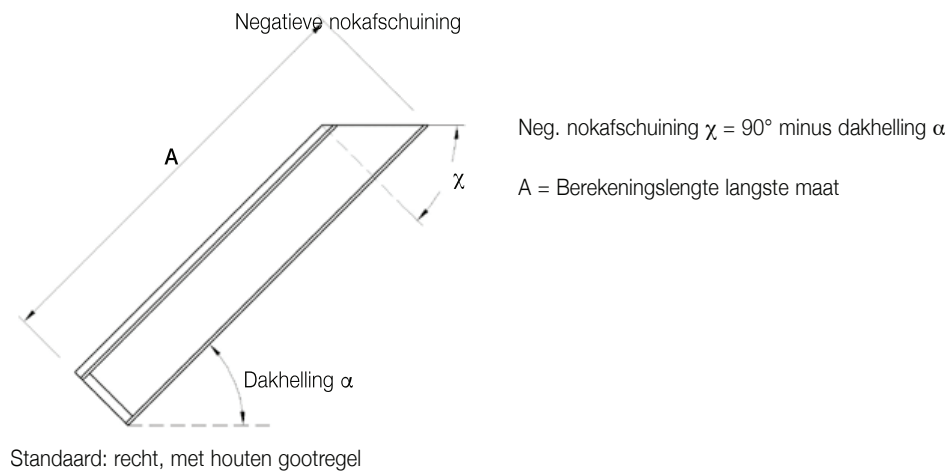 Negatieve nokafschuining
Neg. nokafschuining χ = 90° minus dakhelling α
A
χ
A = Berekeningslengte langste maat
Dakhelling α
Standaard: recht, met houten gootregel